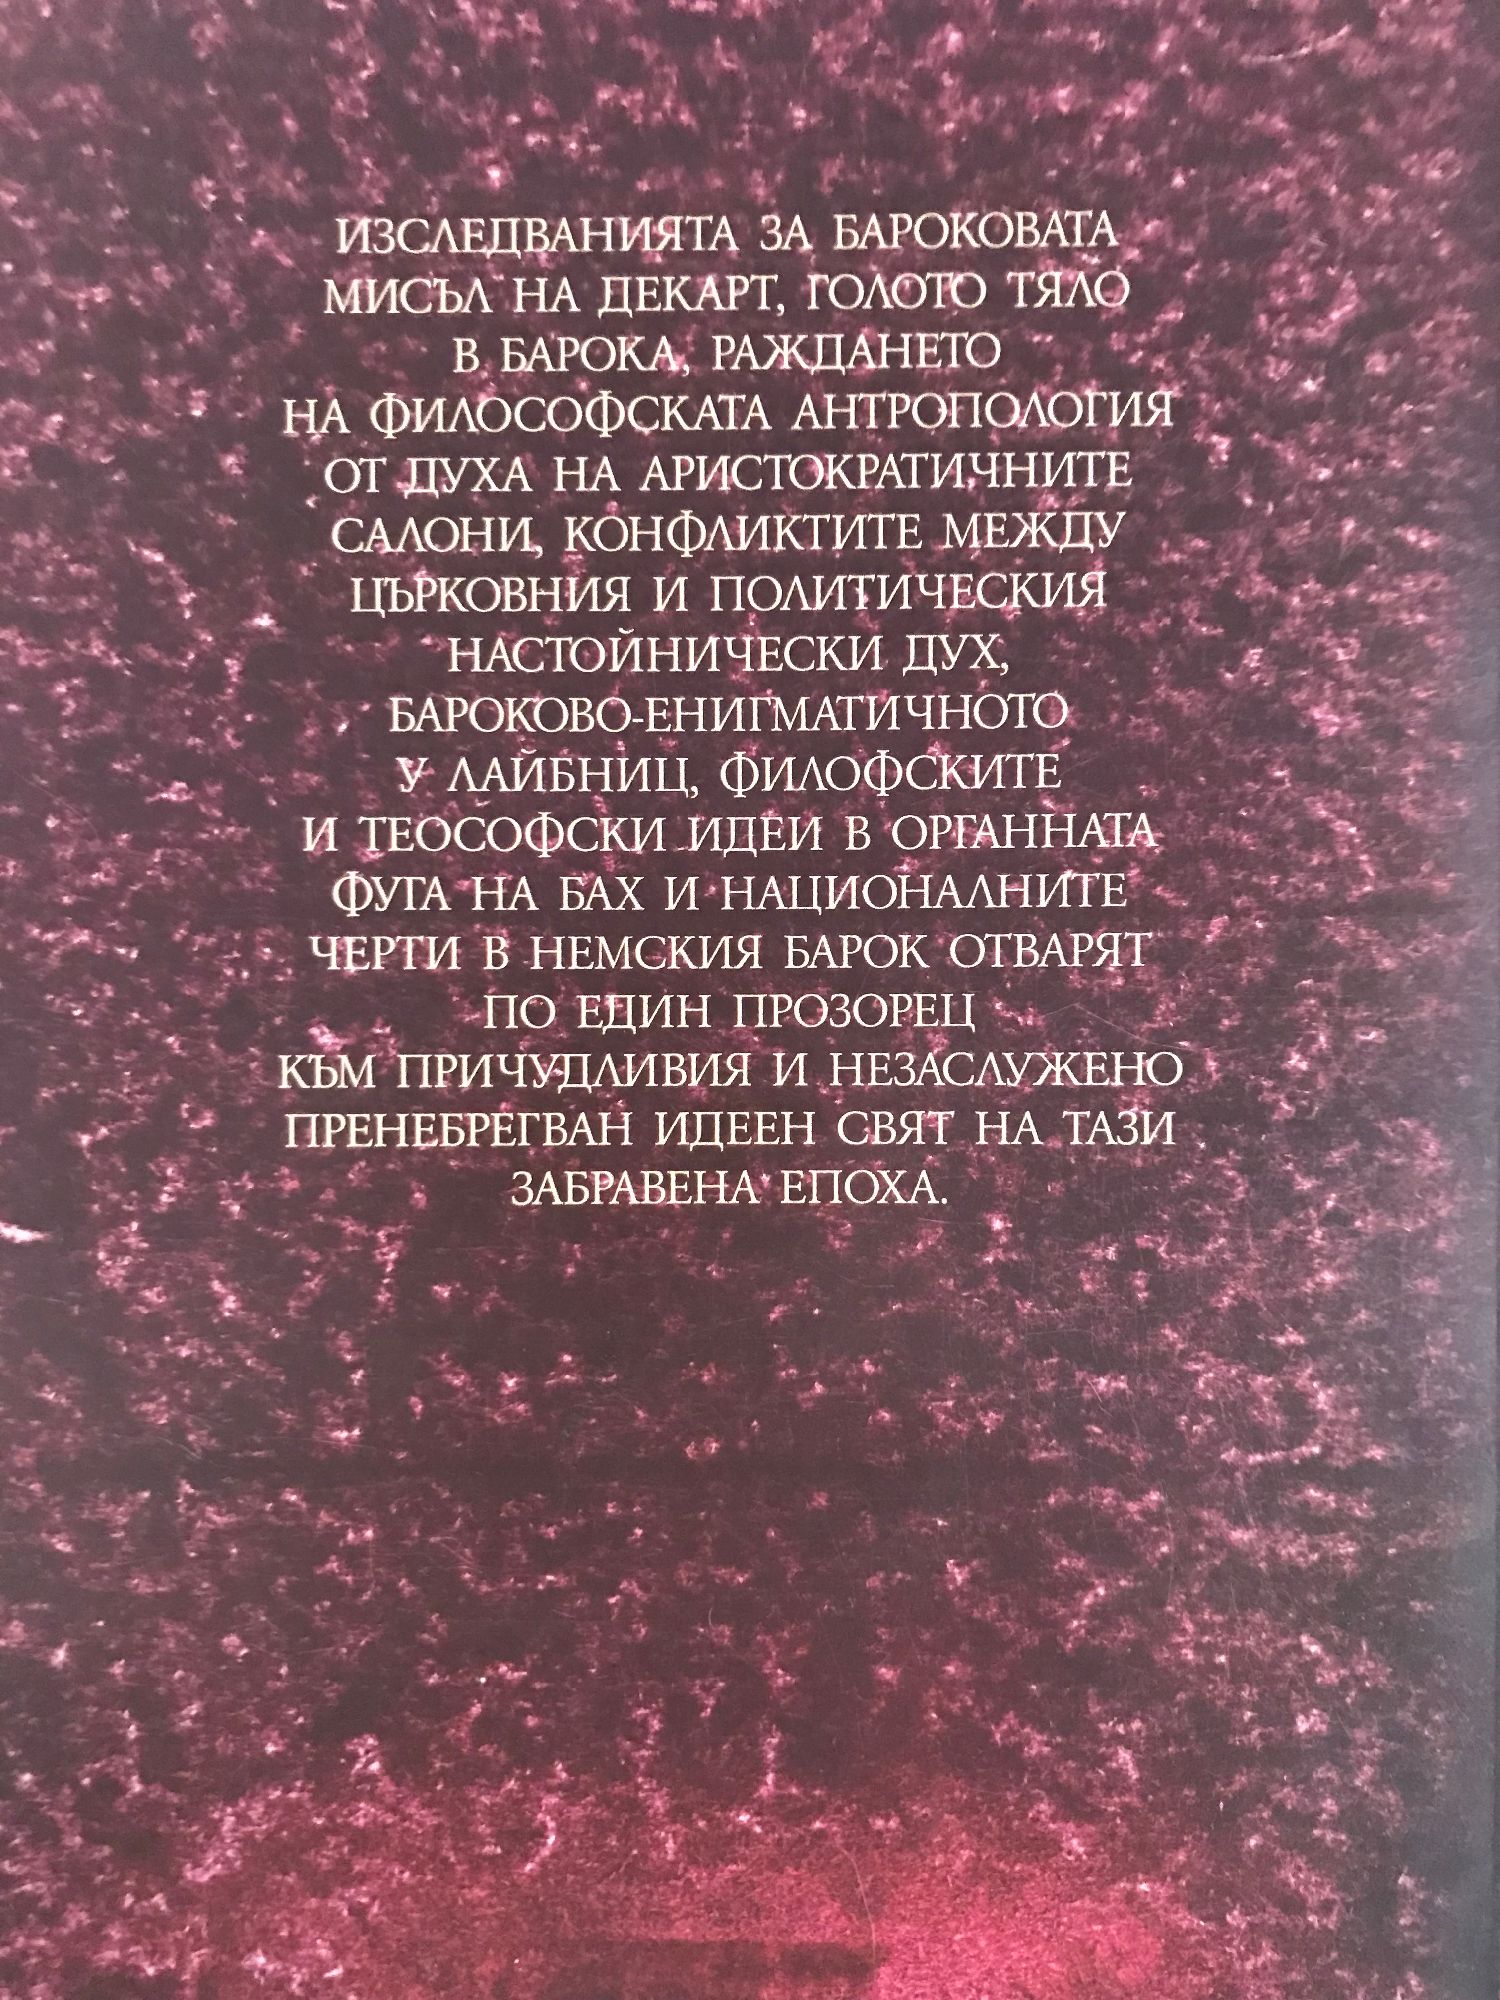 ИЗСЛЕДВАНИЯТА ЗА БАРОКОВАТА
МИСЪЛ НА ДЕКАРТ, ГОЛОТО ТЯЛО
В БАРОКА, РАЖДАНЕТО
НА ФИЛОСОФСКАТА АНТРОПОЛОГИЯ
ОТ ДУХА НА АРИСТОКРАТИЧНИТЕ
САЛОНИ, КОНФЛИКТИТЕ МЕЖДУ
ЦЪРКОВНИЯ И ПОЛИТИЧЕСКИЯ
НАСТОЙНИЧЕСКИ ДУХ,
БАРОКОВО-ЕНИГМАТИЧНОТО
У ЛАЙБНИЦ, ФИЛОФСКИТЕ
И ТЕОСОФСКИ ИДЕИ В ОРГАННАТА
ФУГА НА БАХ И НАЦИОНАЛНИТЕ
ЧЕРТИ В НЕМСКИЯ БАРОК ОТВАРЯТ
ПО ЕДИН ПРОЗОРЕЦ
КЪМ ПРИЧУДЛИВИЯ И НЕЗАСЛУЖЕНО
ПРЕНЕБРЕГВАН ИДЕЕН СВЯТ НА ТАЗИ
ЗАБРАВЕНА ЕПОХА.